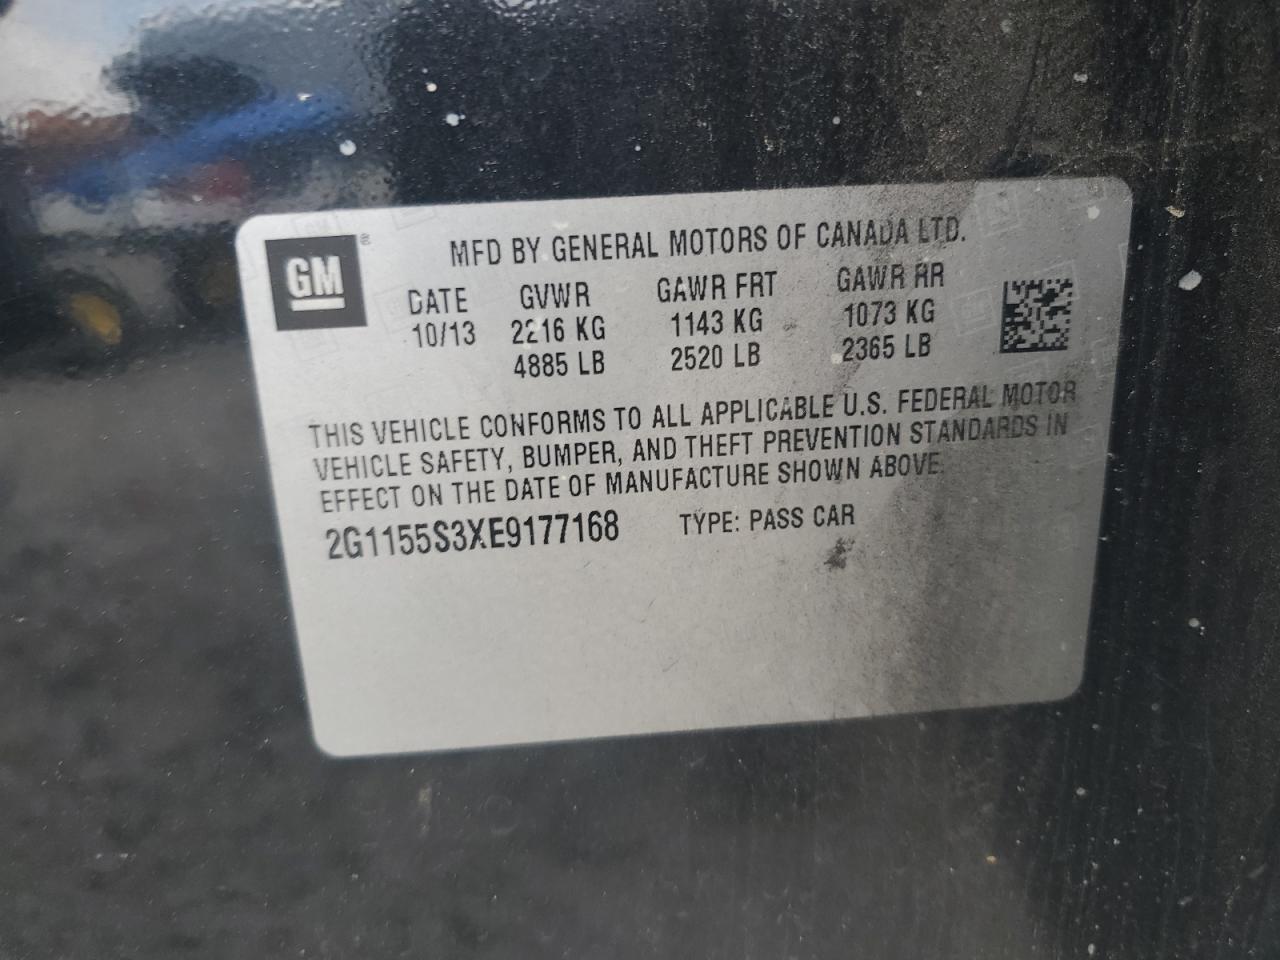 GM ® MFD BY GENERAL MOTORS OF CANADA LTD.
DATE GVWR GAWR FRT GAWR RR
10/13 2216 KG 1143 KG 1073 KG
4885 LB 2520 LB 2365 LB
THIS VEHICLE CONFORMS TO ALL APPLICABLE U.S. FEDERAL MOTOR
VEHICLE SAFETY, BUMPER, AND THEFT PREVENTION STANDARDS IN
EFFECT ON THE DATE OF MANUFACTURE SHOWN ABOVE.
2G1155S3XE9177168 TYPE: PASS CAR